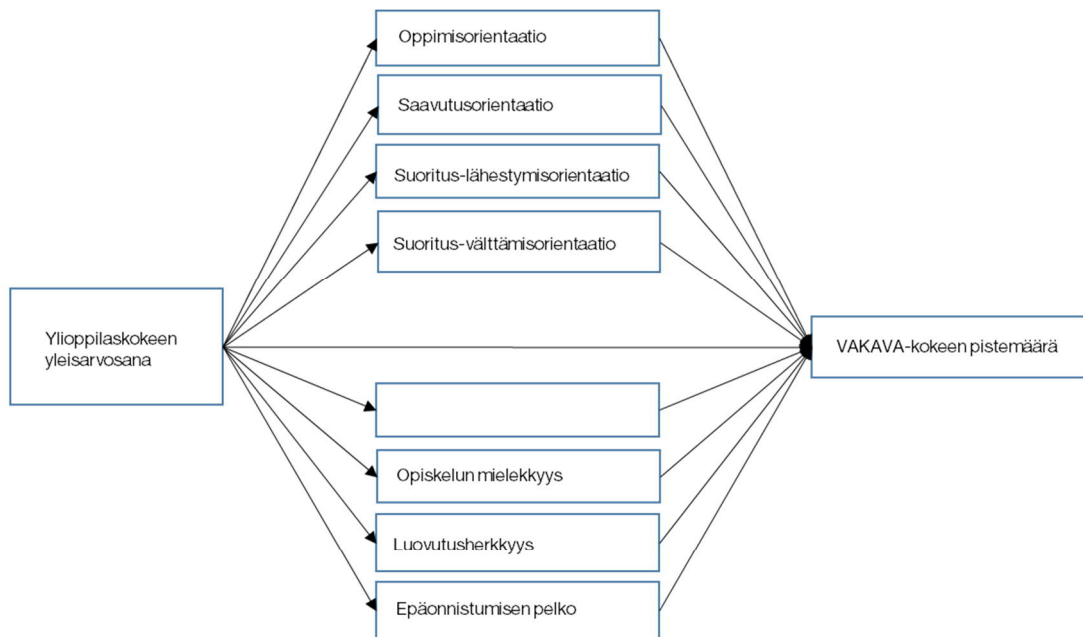 Oppimisorientaatio
Saavutusorientaatio
Suoritus-lähestymisorientaatio
Suoritus-välttämisorientaatio
Ylioppilaskokeen
yleisarvosana
VAKAVA-kokeen pistemäärä
Opiskelun mielekkyys
Luovutusherkkyys
Epäonnistumisen pelko